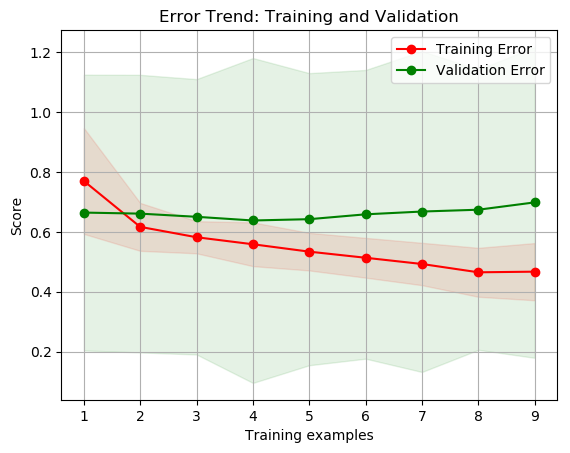 Error Trend: Training and Validation
Training Error
Validation Error
Score
1.2
1.0
0.8
0.6
0.4
0.2
1 2 3 4 5 6 7 8 9
Training examples